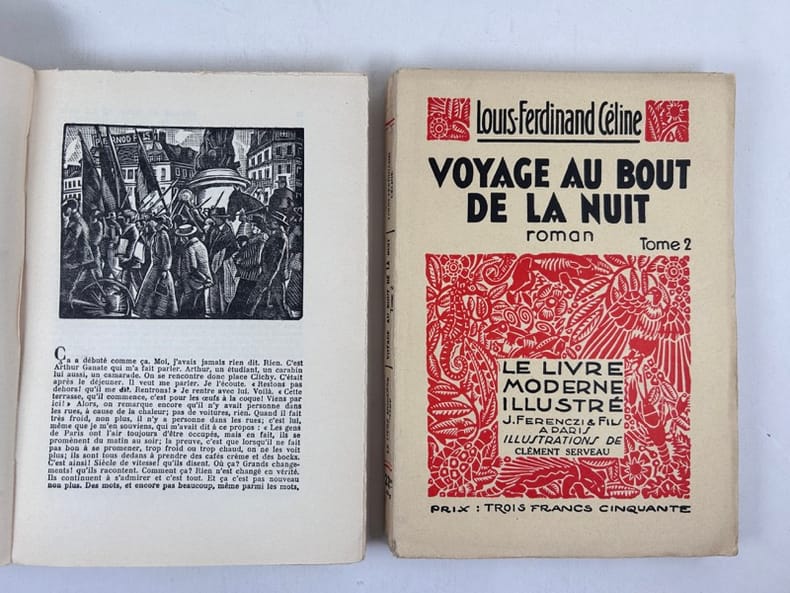 PERNOD FILS
Ça a débuté comme ça. Moi, j'avais jamais rien dit. Rien. C'est
Arthur Ganate qui m'a fait parler. Arthur, un étudiant, un carabin
lui aussi, un camarade. On se rencontre donc place Clichy. C'était
après le déjeuner. Il veut me parler. Je l'écoute. « Restons pas
dehors! qu'il me dit. Rentrons! » Je rentre avec lui. Voilà. « Cette
terrasse, qu'il commence, c'est pour les œufs à la coque! Viens par
ici! » Alors, on remarque encore qu'il n'y avait personne dans
les rues, à cause de la chaleur; pas de voitures, rien. Quand il fait
très froid, non plus, il n'y a personne dans les rues; c'est lui,
même que je m'en souviens, qui m'avait dit à ce propos : « Les gens
de Paris ont l'air toujours d'être occupés, mais en fait, ils se
promènent du matin au soir; la preuve, c'est que lorsqu'il ne fait
pas bon à se promener, trop froid ou trop chaud, on ne les voit
plus; ils sont tous dedans à prendre des cafés crème et des bocks.
C'est ainsi! Siècle de vitesse! qu'ils disent. Où ça? Grands change-
ments! qu'ils racontent. Comment ça? Rien n'est changé en vérité.
Ils continuent à s'admirer et c'est tout. Et ça c'est pas nouveau
non plus. Des mots, et encore pas beaucoup, même parmi les mots,
VOYAGE AU BOUT DE LA NUIT
Tome 2
Louis-Ferdinand Céline
VOYAGE AU BOUT
DE LA NUIT
roman
Tome 2
LE LIVRE
MODERNE
ILLUSTRÉ
J. FERENCZI & FILS
A PARIS
ILLUSTRATIONS DE
CLÉMENT SERVEAU
PRIX : TROIS FRANCS CINQUANTE